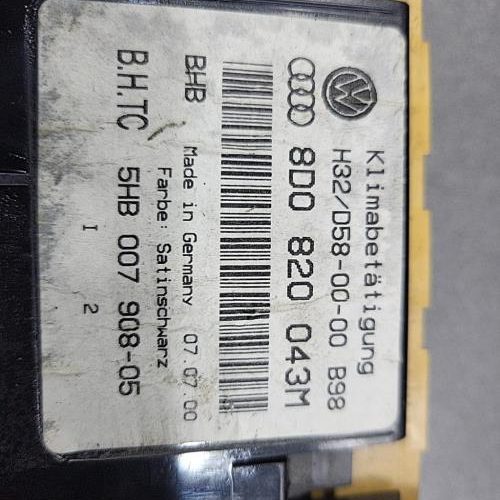 Klimabetätigung
H32/D58-00-00 B98
8D0 820 043M
BHB Made in Germany 07.07.00
Farbe: Satinschwarz
B.H.TC 5HB 007 908-05
I 2